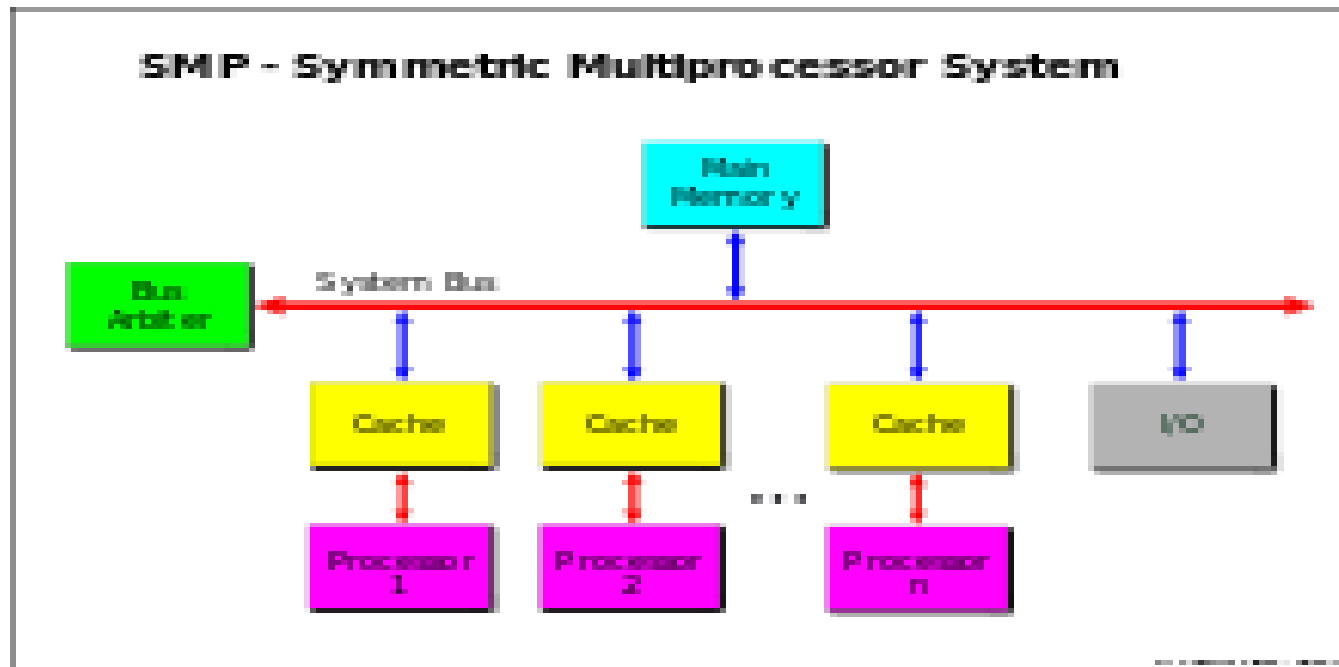 SMP - Symmetric Multiprocessor System
Main
Memory
Bus
Arbiter
System Bus
Cache
Cache
Cache
I/O
...
Processor
1
Processor
2
Processor
n